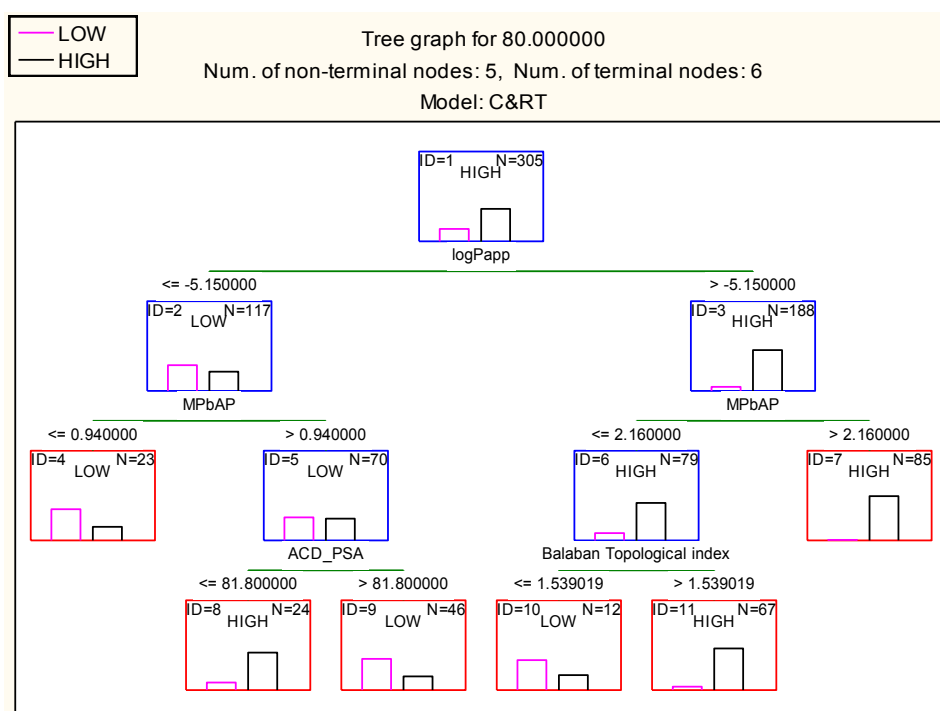 LOW
HIGH
Tree graph for 80.000000
Num. of non-terminal nodes: 5, Num. of terminal nodes: 6
Model: C&RT
ID=1 N=305
HIGH
logPapp
<= -5.150000 > -5.150000
ID=2 N=117 ID=3 N=188
LOW HIGH
MPbAP MPbAP
<= 0.940000 > 0.940000 <= 2.160000 > 2.160000
ID=4 N=23 ID=5 N=70 ID=6 N=79 ID=7 N=85
LOW LOW HIGH HIGH
ACD_PSA Balaban Topological index
<= 81.800000 > 81.800000 <= 1.539019 > 1.539019
ID=8 N=24 ID=9 N=46 ID=10 N=12 ID=11 N=67
HIGH LOW LOW HIGH